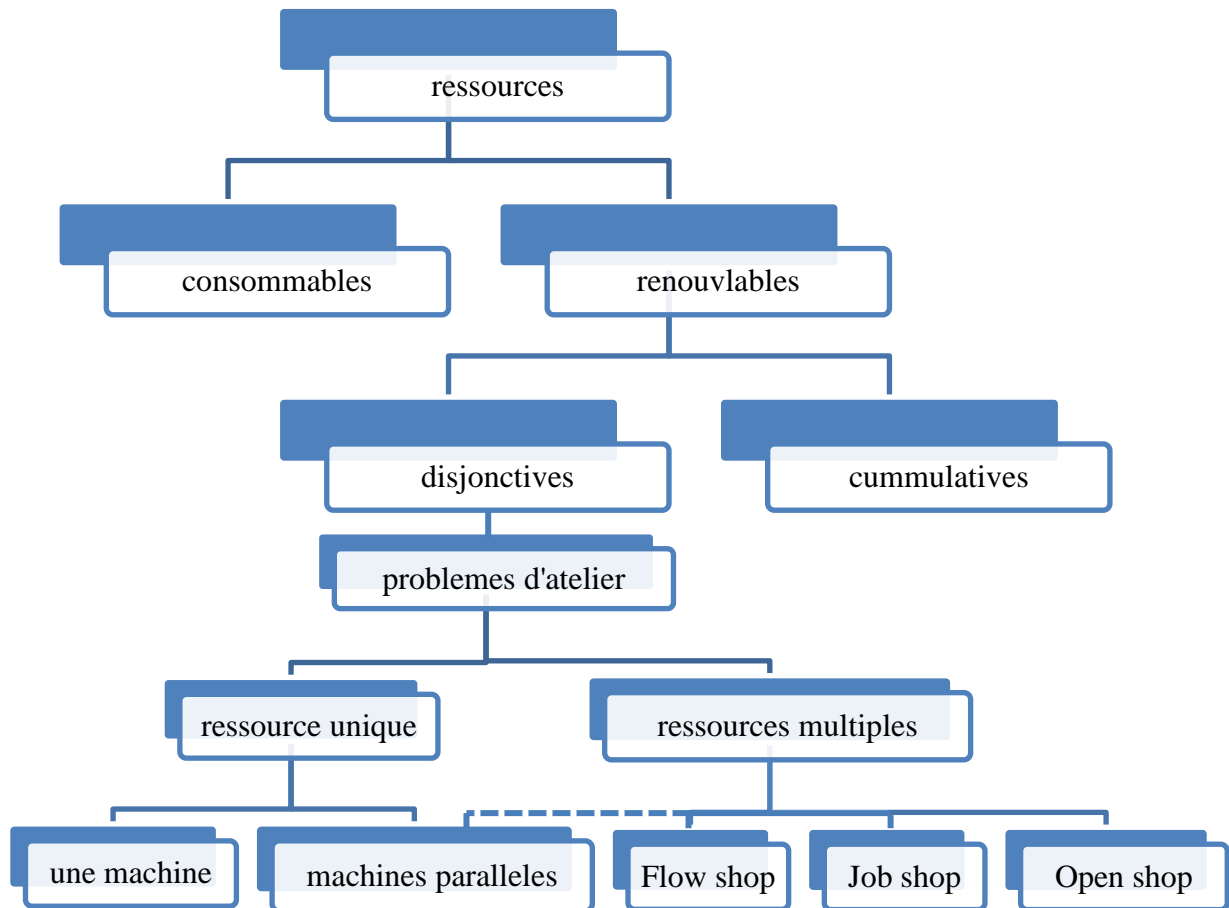 ressources
consommables
renouvlables
disjonctives
cummulatives
problemes d'atelier
ressource unique
ressources multiples
une machine
machines paralleles
Flow shop
Job shop
Open shop